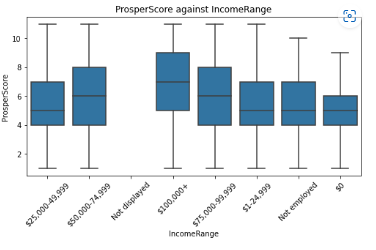 ProsperScore against IncomeRange
ProsperScore
10
8
6
4
2
$25,000-49,999
$50,000-74,999
Not displayed
$100,000+
$75,000-99,999
$1-24,999
Not employed
$0
IncomeRange